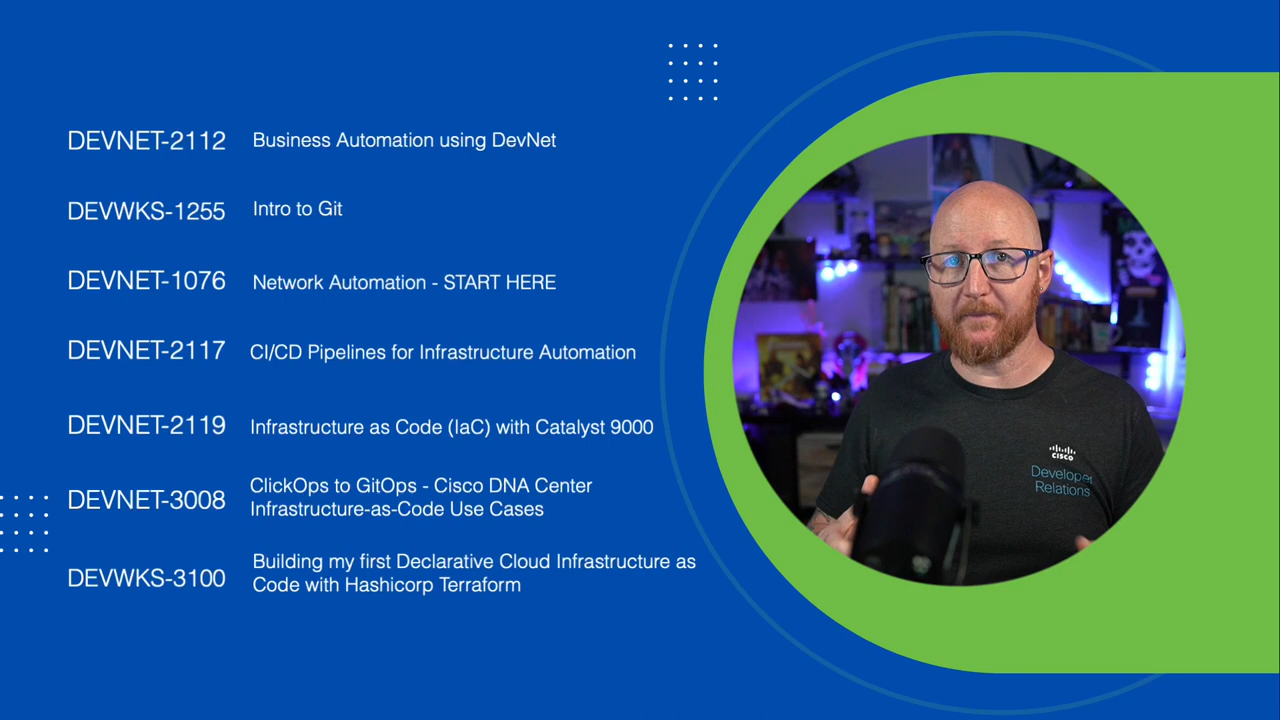 DEVNET-2112 Business Automation using DevNet
DEVWKS-1255 Intro to Git
DEVNET-1076 Network Automation - START HERE
DEVNET-2117 CI/CD Pipelines for Infrastructure Automation
DEVNET-2119 Infrastructure as Code (IaC) with Catalyst 9000
DEVNET-3008 ClickOps to GitOps - Cisco DNA Center
Infrastructure-as-Code Use Cases
DEVWKS-3100 Building my first Declarative Cloud Infrastructure as
Code with Hashicorp Terraform
CISCO
Developer
Relations